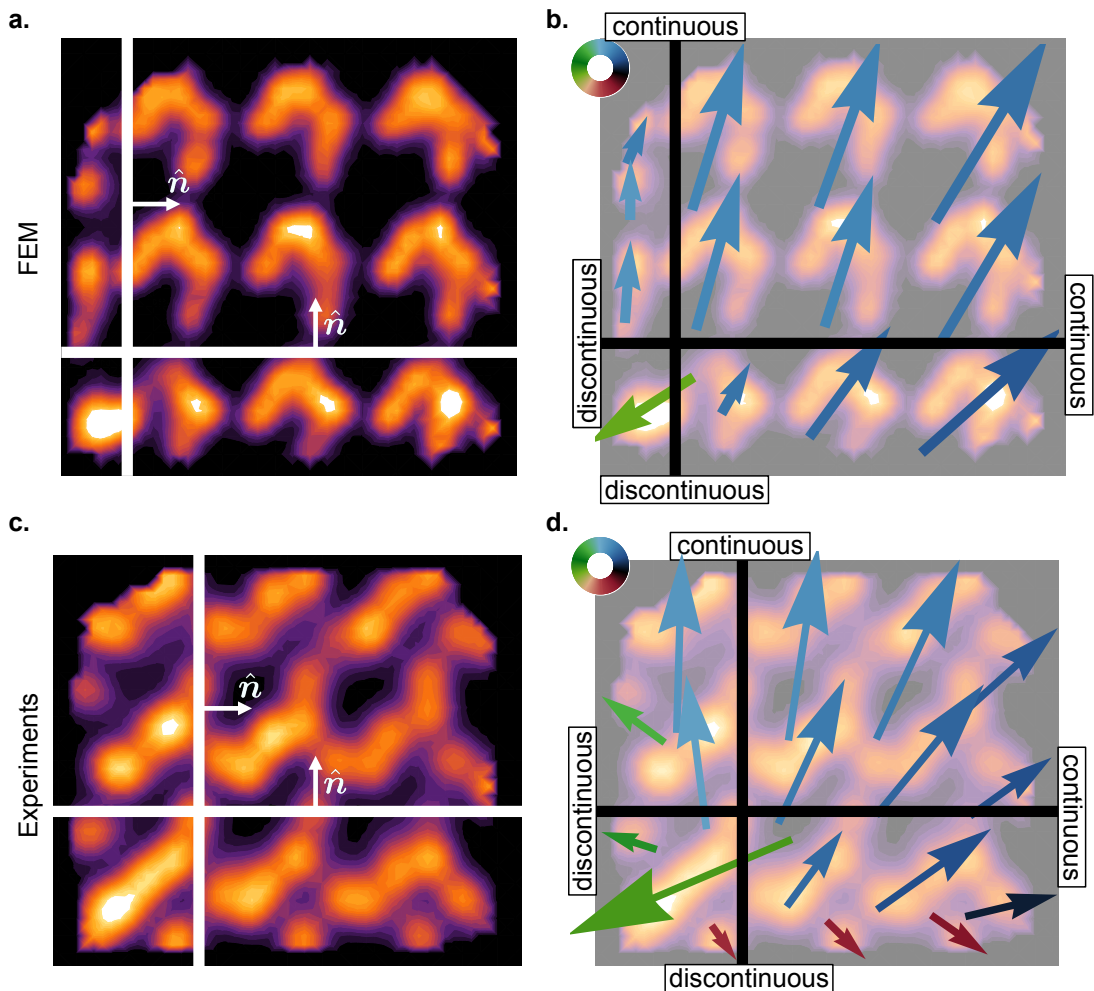 a.
b.
continuous
n̂
FEM
n̂
discontinuous
continuous
discontinuous
c.
d.
continuous
n̂
Experiments
n̂
discontinuous
continuous
discontinuous